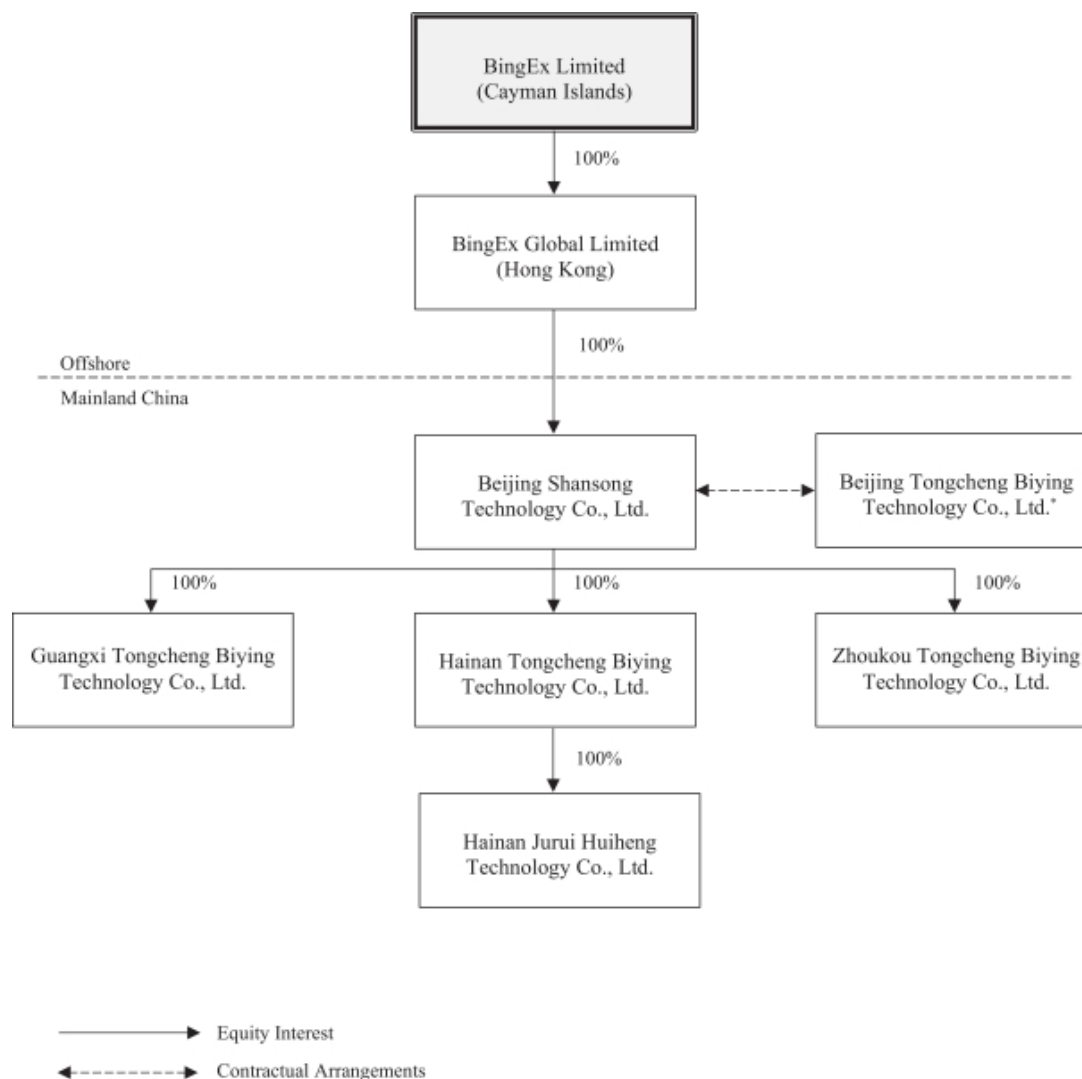 BingEx Limited
(Cayman Islands)
100%
BingEx Global Limited
(Hong Kong)
100%
Offshore
Mainland China
Beijing Shansong
Technology Co., Ltd.
Beijing Tongcheng Biying
Technology Co., Ltd.*
100%
100%
100%
Guangxi Tongcheng Biying
Technology Co., Ltd.
Hainan Tongcheng Biying
Technology Co., Ltd.
Zhoukou Tongcheng Biying
Technology Co., Ltd.
100%
Hainan Jurui Huiheng
Technology Co., Ltd.
Equity Interest
Contractual Arrangements